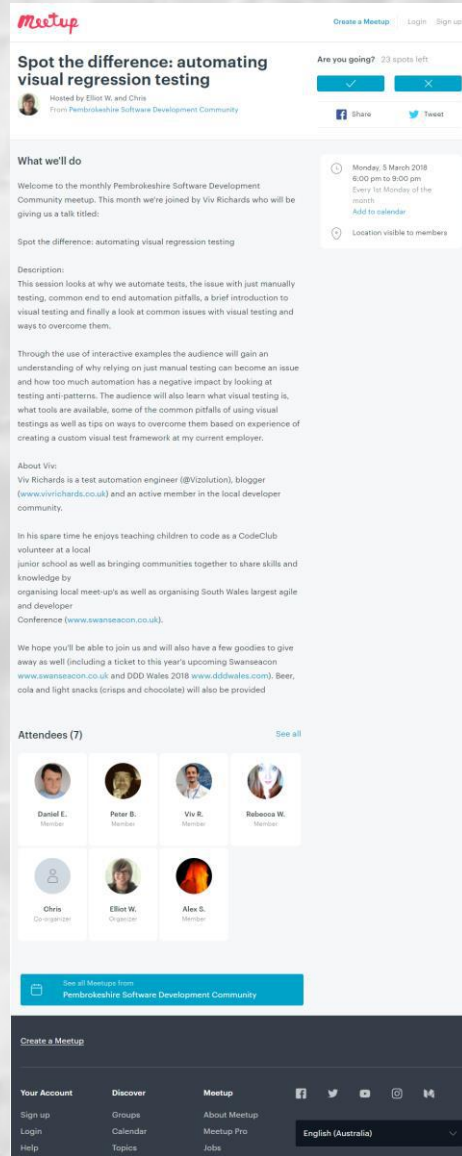 meetup
Create a Meetup Login Sign up
Spot the difference: automating
visual regression testing
Hosted by Elliot W. and Chris
From Pembrokeshire Software Development Community
Are you going? 23 spots left
Share Tweet
What we'll do
Welcome to the monthly Pembrokeshire Software Development
Community meetup. This month we're joined by Viv Richards who will be
giving us a talk titled:
Spot the difference: automating visual regression testing
Description:
This session looks at why we automate tests, the issue with just manually
testing, common end to end automation pitfalls, a brief introduction to
visual testing and finally a look at common issues with visual testing and
ways to overcome them.
Through the use of interactive examples the audience will gain an
understanding of why relying on just manual testing can become an issue
and how too much automation has a negative impact by looking at
testing anti-patterns. The audience will also learn what visual testing is,
what tools are available, some of the common pitfalls of using visual
testings as well as tips on ways to overcome them based on experience of
creating a custom visual test framework at my current employer.
About Viv:
Viv Richards is a test automation engineer (@Vizolution), blogger
(www.vivrichards.co.uk) and an active member in the local developer
community.
In his spare time he enjoys teaching children to code as a CodeClub
volunteer at a local
junior school as well as bringing communities together to share skills and
knowledge by
organising local meet-up's as well as organising South Wales largest agile
and developer
Conference (www.swanseacon.co.uk).
We hope you'll be able to join us and will also have a few goodies to give
away as well (including a ticket to this year's upcoming Swanseacon
www.swanseacon.co.uk and DDD Wales 2018 www.dddwales.com). Beer,
cola and light snacks (crisps and chocolate) will also be provided
Monday, 5 March 2018
6:00 pm to 9:00 pm
Every 1st Monday of the
month
Add to calendar
Location visible to members
Attendees (7) See all
Daniel E. Peter B. Viv R. Rebecca W.
Member Member Member Member
Chris Elliot W. Alex S.
Co-organizer Organizer Member
See all Meetups from
Pembrokeshire Software Development Community
Create a Meetup
Your Account Discover Meetup
Sign up Groups About Meetup
Login Calendar Meetup Pro
Help Topics Jobs
English (Australia)